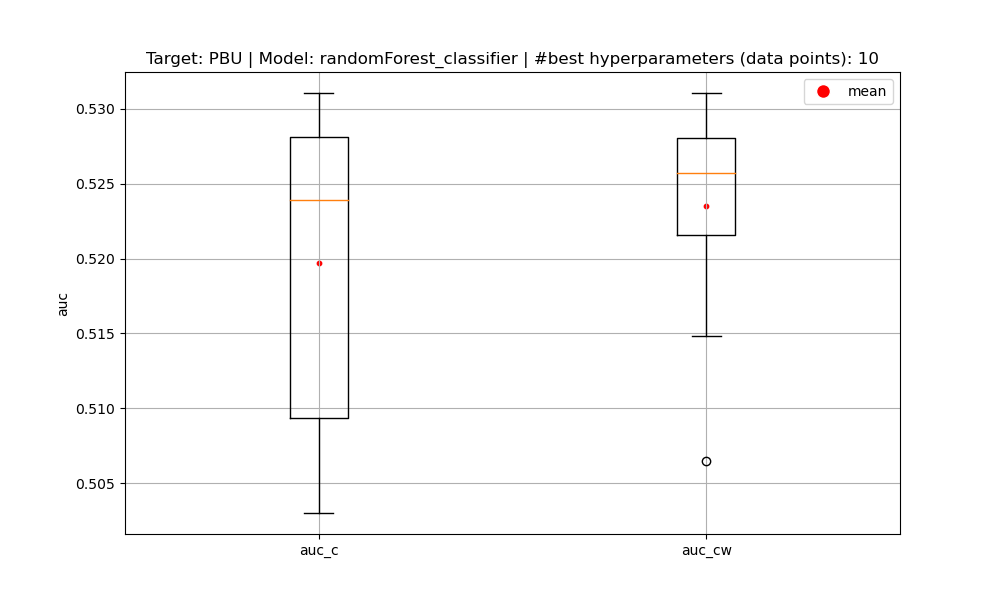 Target: PBU | Model: randomForest_classifier | #best hyperparameters (data points): 10
mean
0.530
0.525
0.520
0.515
0.510
0.505
auc
auc_c
auc_cw